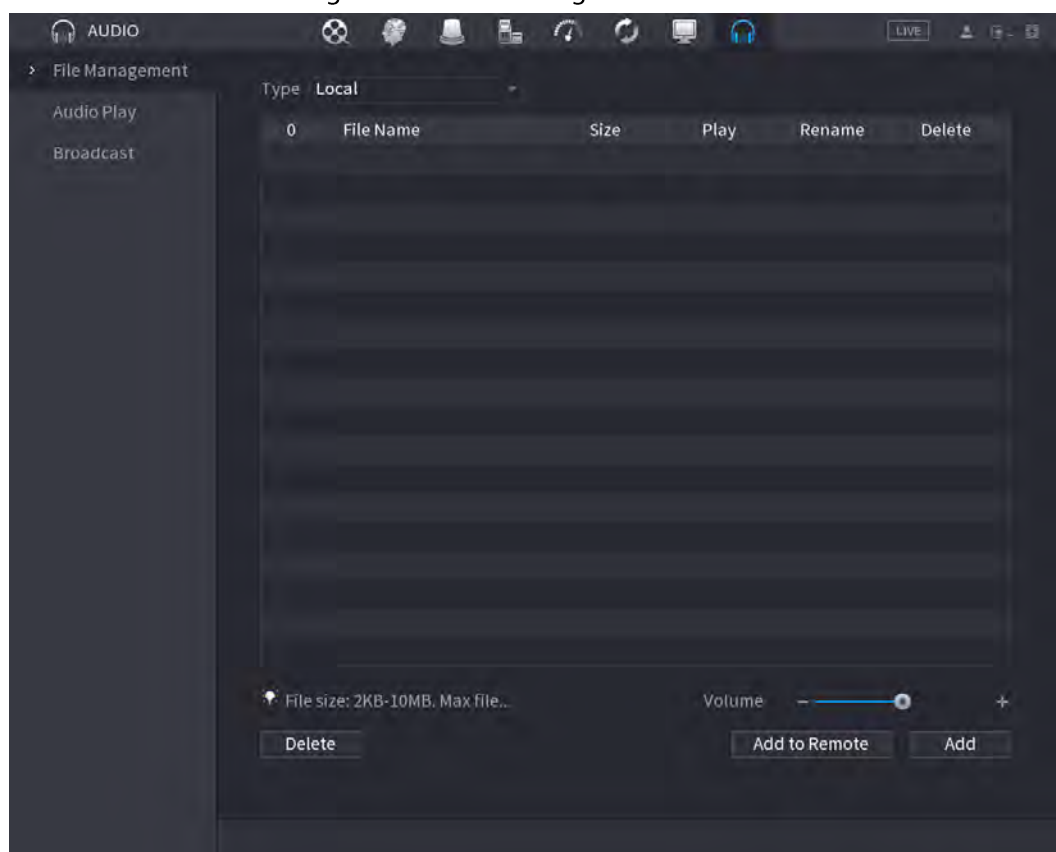 AUDIO LIVE
File Management
Audio Play
Broadcast
Type Local
0 File Name Size Play Rename Delete
File size: 2KB-10MB. Max file...
Volume - +
Delete Add to Remote Add